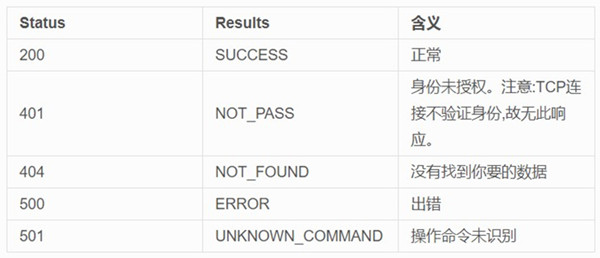 Status Results 含义
200 SUCCESS 正常
401 NOT_PASS 身份未授权。注意:TCP连
接不验证身份,故无此响
应。
404 NOT_FOUND 没有找到你要的数据
500 ERROR 出错
501 UNKNOWN_COMMAND 操作命令未识别